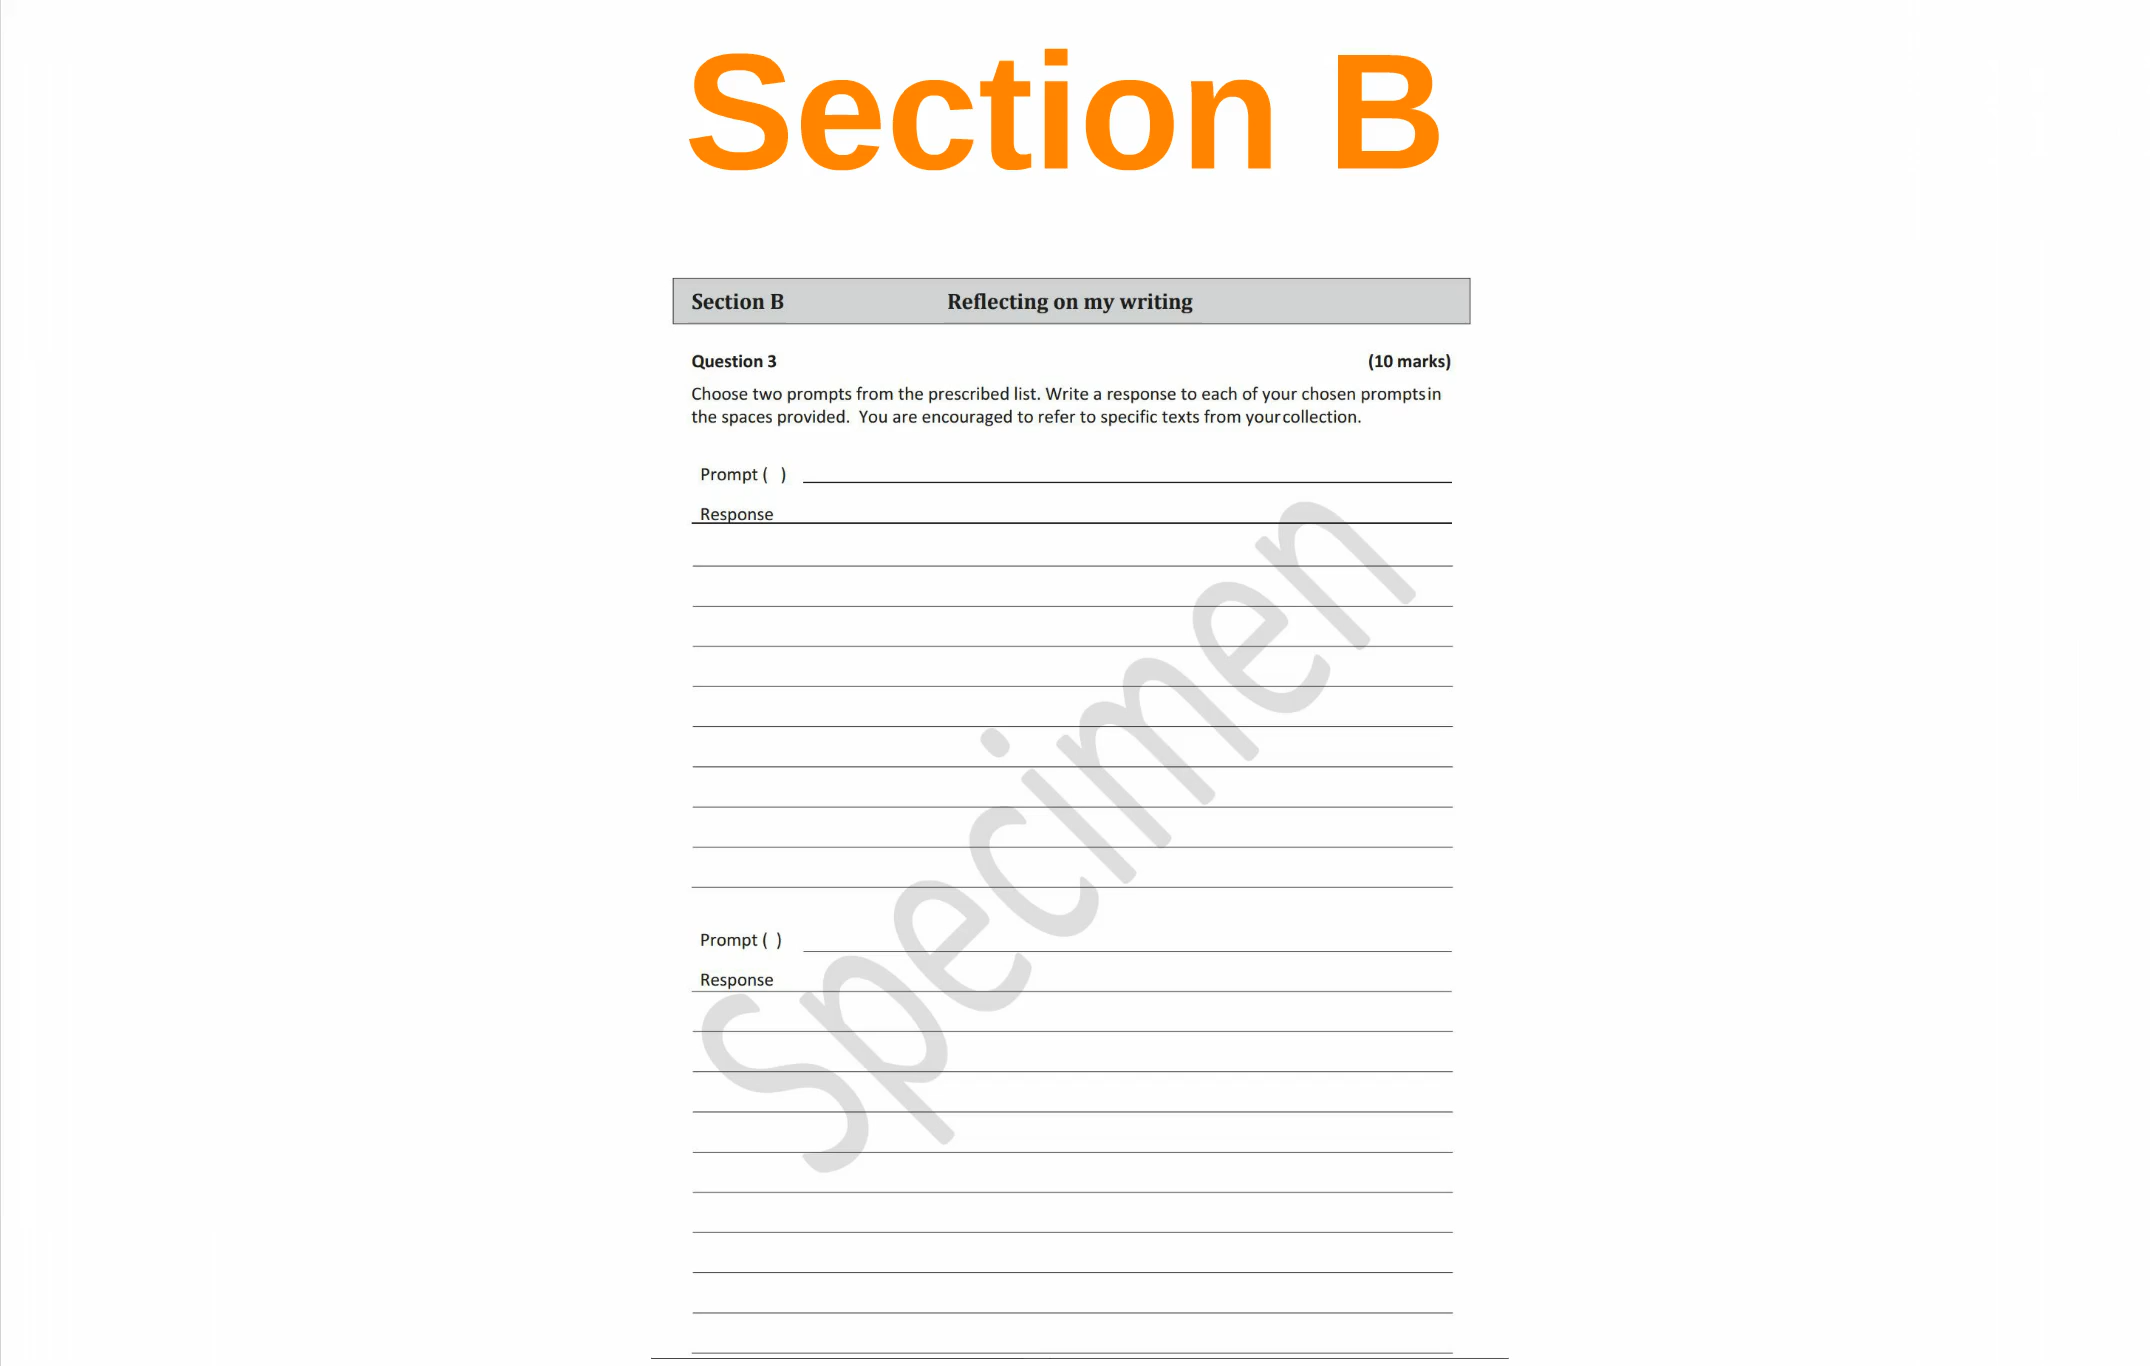 Section B
Section B Reflecting on my writing
Question 3 (10 marks)
Choose two prompts from the prescribed list. Write a response to each of your chosen prompts in
the spaces provided. You are encouraged to refer to specific texts from your collection.
Prompt ( )
Response
Prompt ( )
Response
Specimen